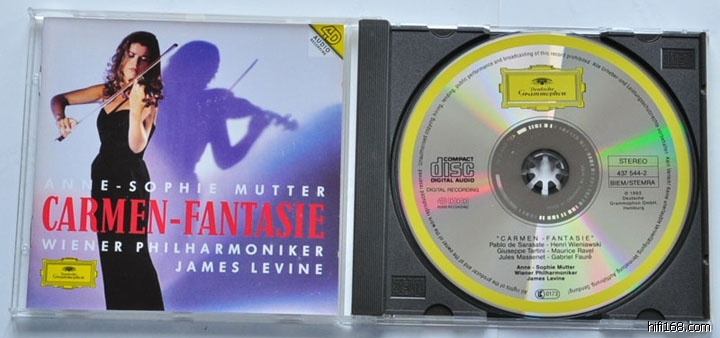 4D
AUDIO
RECORDING
ANNE-SOPHIE MUTTER
CARMEN-FANTASIE
WIENER PHILHARMONIKER
JAMES LEVINE
Deutsche
Grammophon
COMPACT
disc
DIGITAL AUDIO
DIGITAL RECORDING
STEREO
437 544-2
BIEM/STEMRA
℗ 1993
Deutsche
Grammophon GmbH,
Hamburg
"CARMEN-FANTASIE"
Pablo de Sarasate - Henri Wieniawski
Giuseppe Tartini - Maurice Ravel
Jules Massenet - Gabriel Fauré
Anne - Sophie Mutter
Wiener Philharmoniker
James Levine
hifi168.com